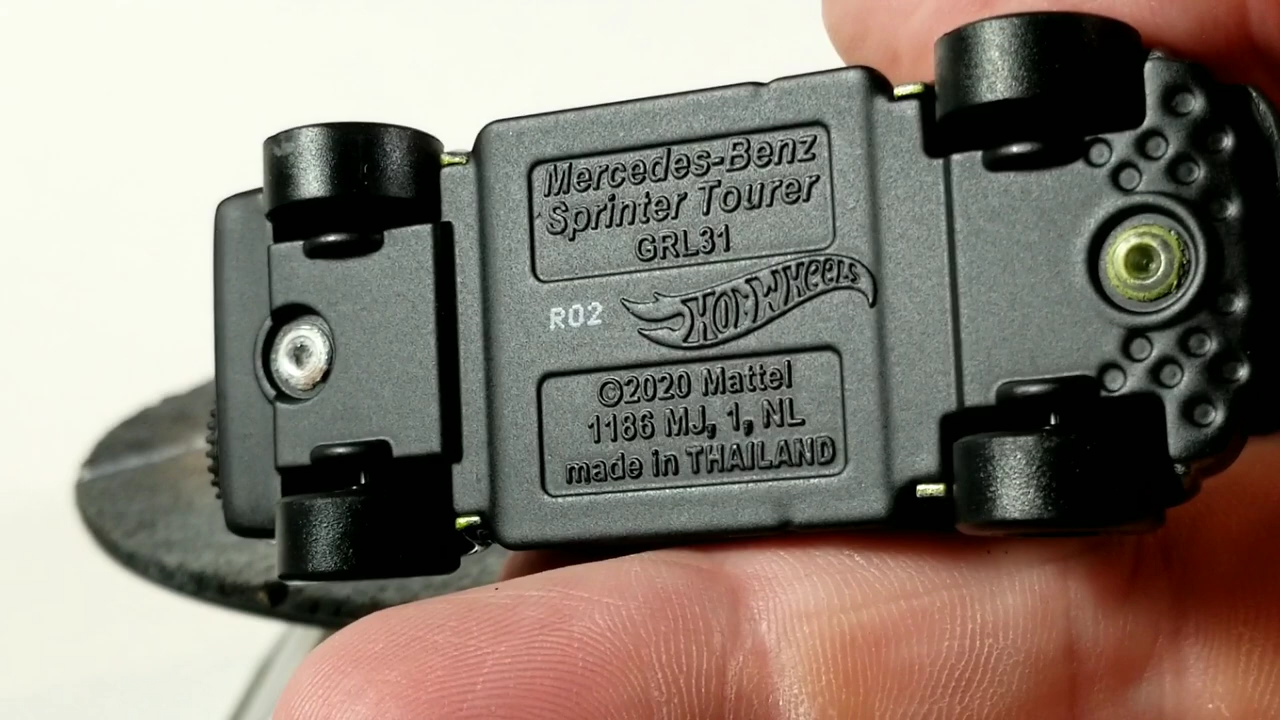 Mercedes-Benz
Sprinter Tourer
GRL31
R02
HOT WHEELS
©2020 Mattel
1186 MJ, 1, NL
made in THAILAND